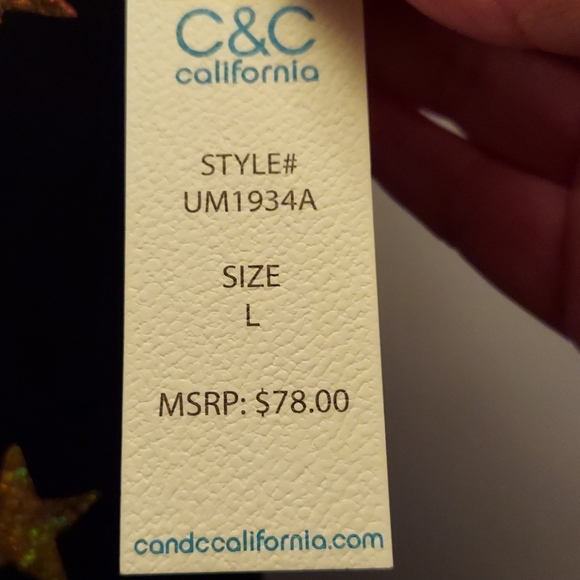 C&C
california
STYLE#
UM1934A
SIZE
L
MSRP: $78.00
candccalifornia.com